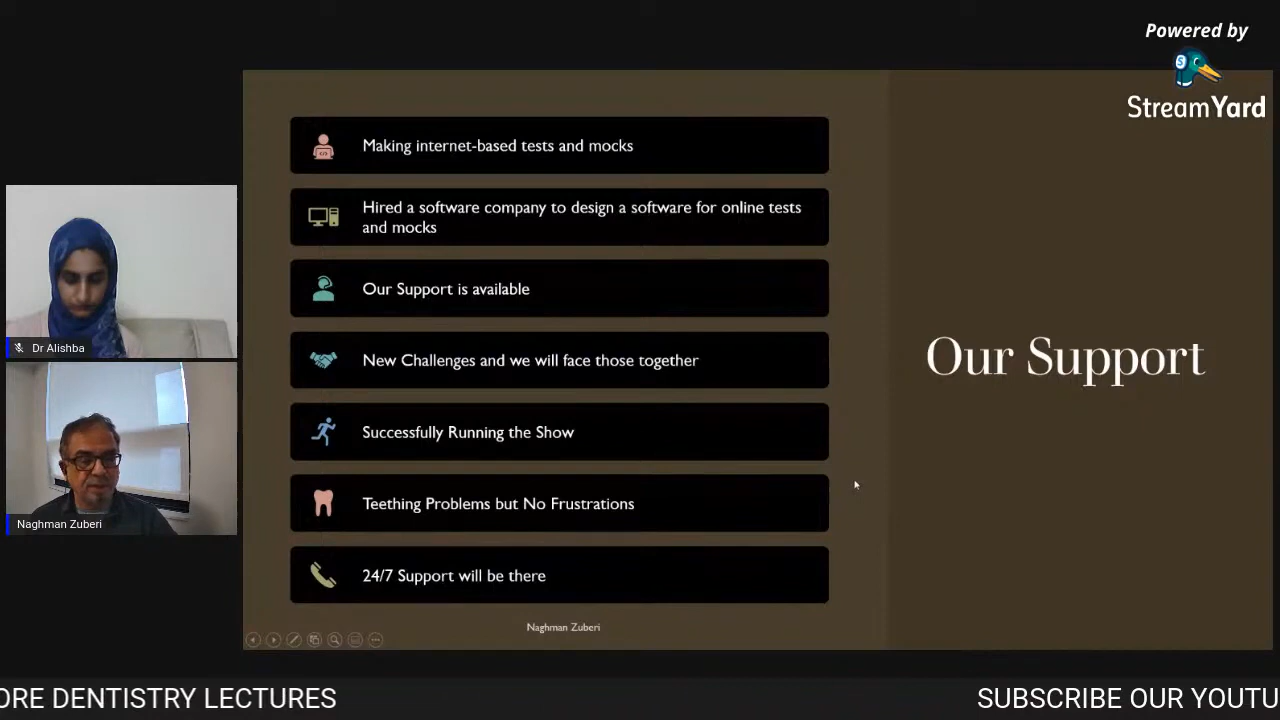 Powered by
StreamYard
Making internet-based tests and mocks
Hired a software company to design a software for online tests
and mocks
Our Support is available
New Challenges and we will face those together
Successfully Running the Show
Teething Problems but No Frustrations
24/7 Support will be there
Naghman Zuberi
Our Support
Dr Alishba
Naghman Zuberi
ORE DENTISTRY LECTURES
SUBSCRIBE OUR YOUTU